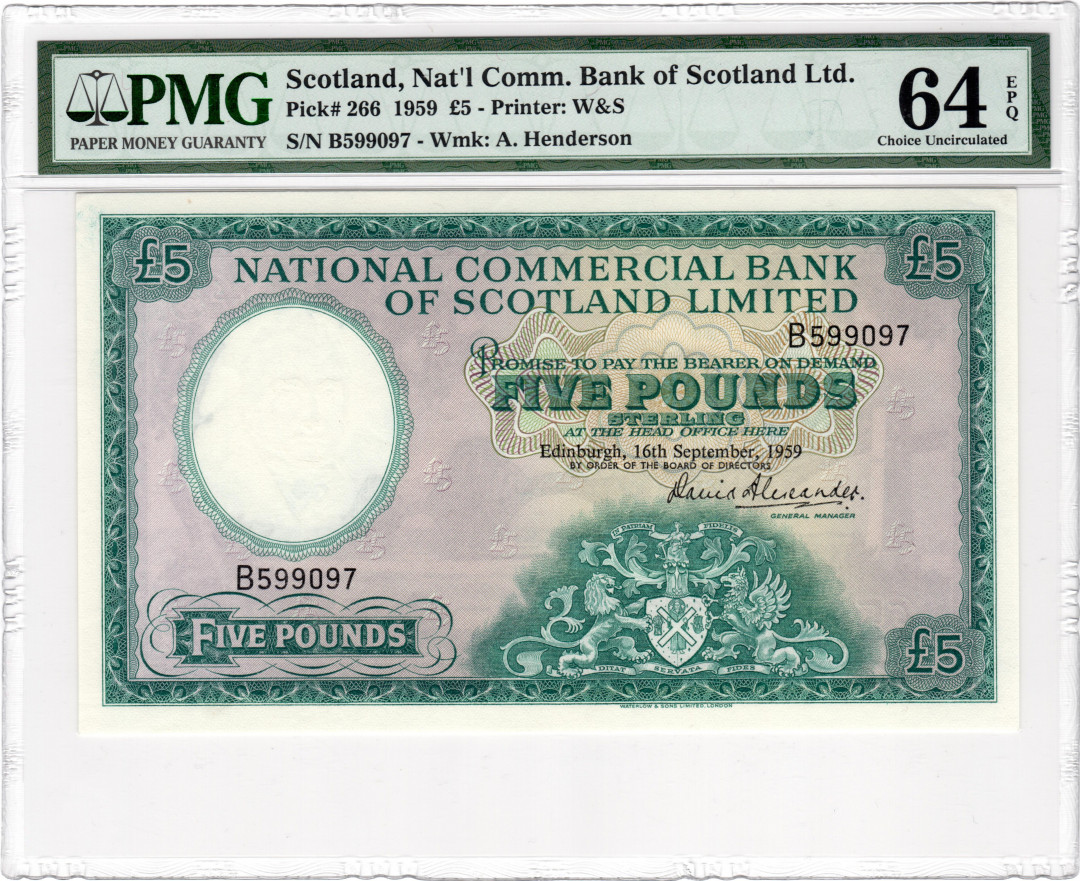 PMG
PAPER MONEY GUARANTY
Scotland, Nat'l Comm. Bank of Scotland Ltd.
Pick# 266 1959 £5 - Printer: W&S
S/N B599097 - Wmk: A. Henderson
64 EPQ
Choice Uncirculated
£5
£5
NATIONAL COMMERCIAL BANK
OF SCOTLAND LIMITED
B599097
PROMISE TO PAY THE BEARER ON DEMAND
FIVE POUNDS
STERLING
AT THE HEAD OFFICE HERE
Edinburgh, 16th September, 1959
BY ORDER OF THE BOARD OF DIRECTORS
David Alexander.
GENERAL MANAGER
IN PATRIAM FIDELIS
B599097
FIVE POUNDS
£5
DITAT SERVATA FIDES
WATERLOW & SONS LIMITED, LONDON